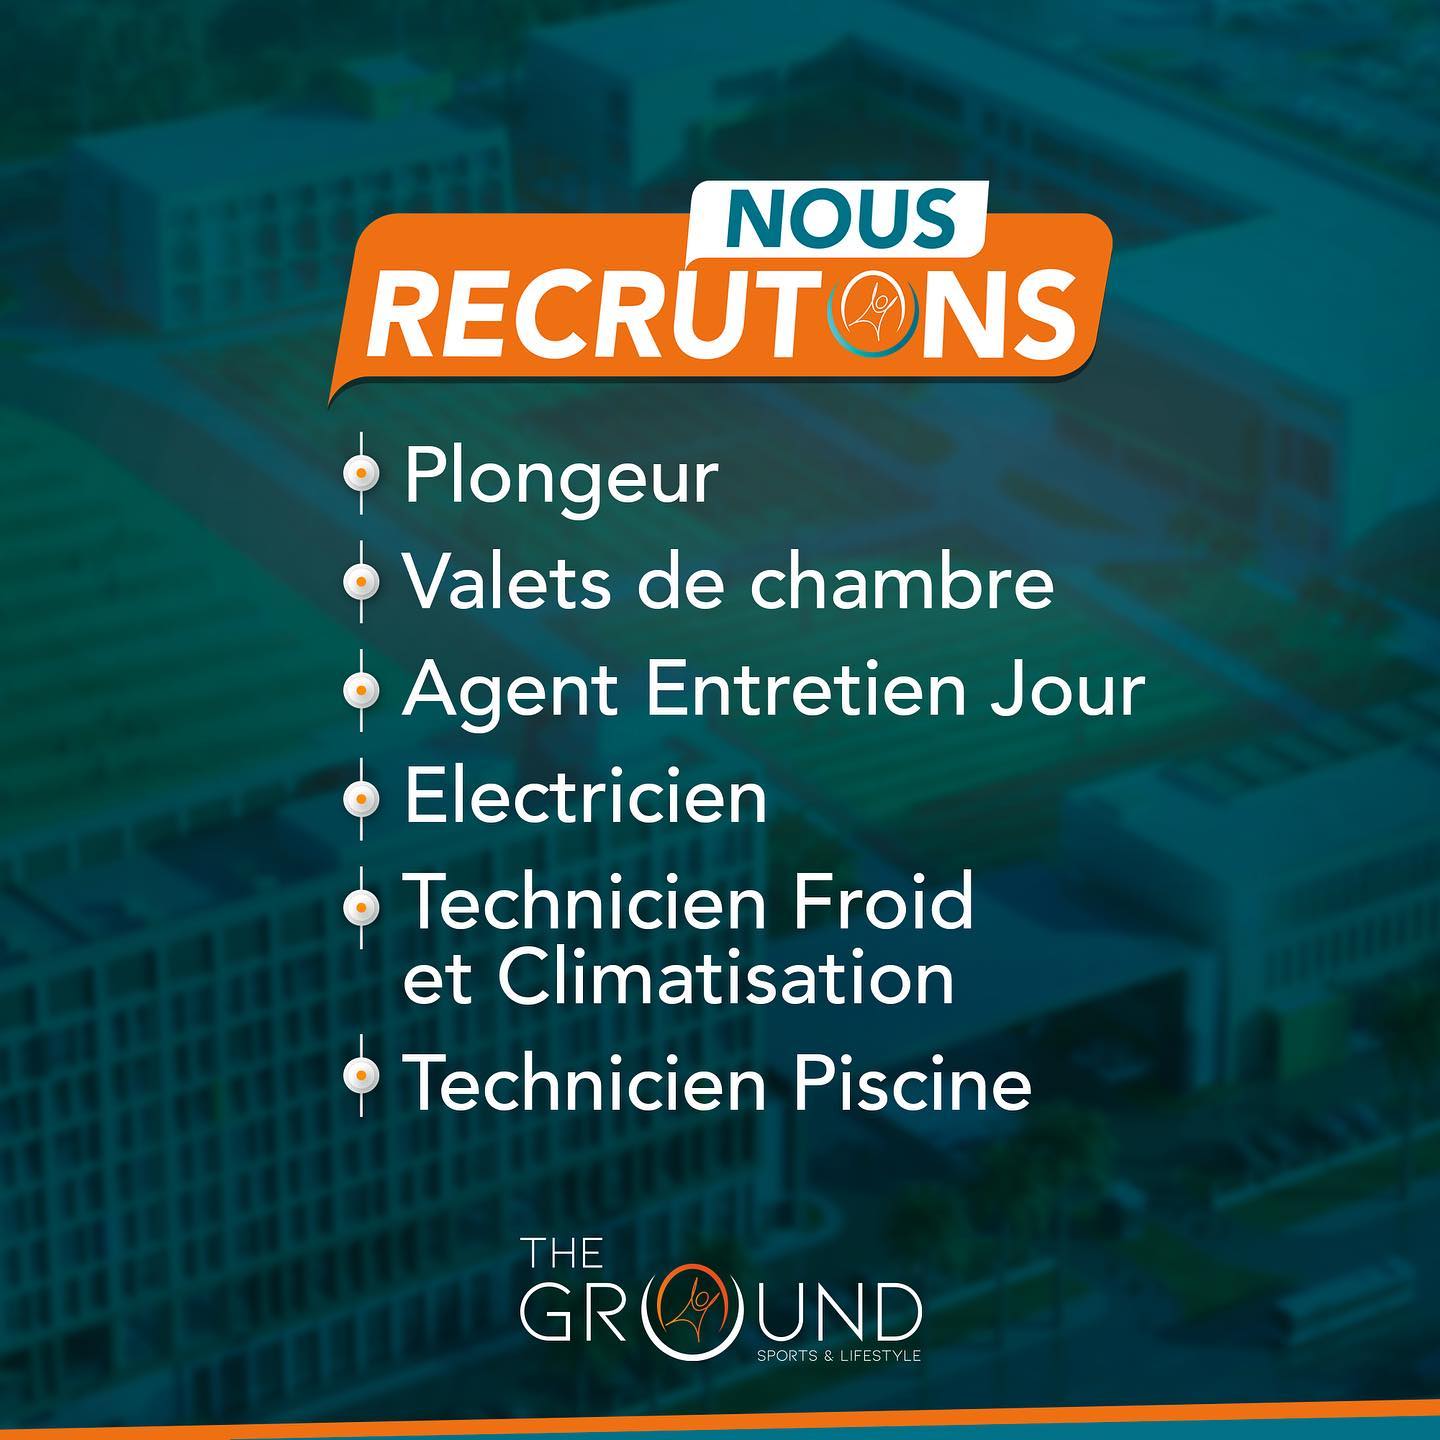 NOUS
RECRUTONS
Plongeur
Valets de chambre
Agent Entretien Jour
Electricien
Technicien Froid
et Climatisation
Technicien Piscine
THE
GROUND
SPORTS & LIFESTYLE